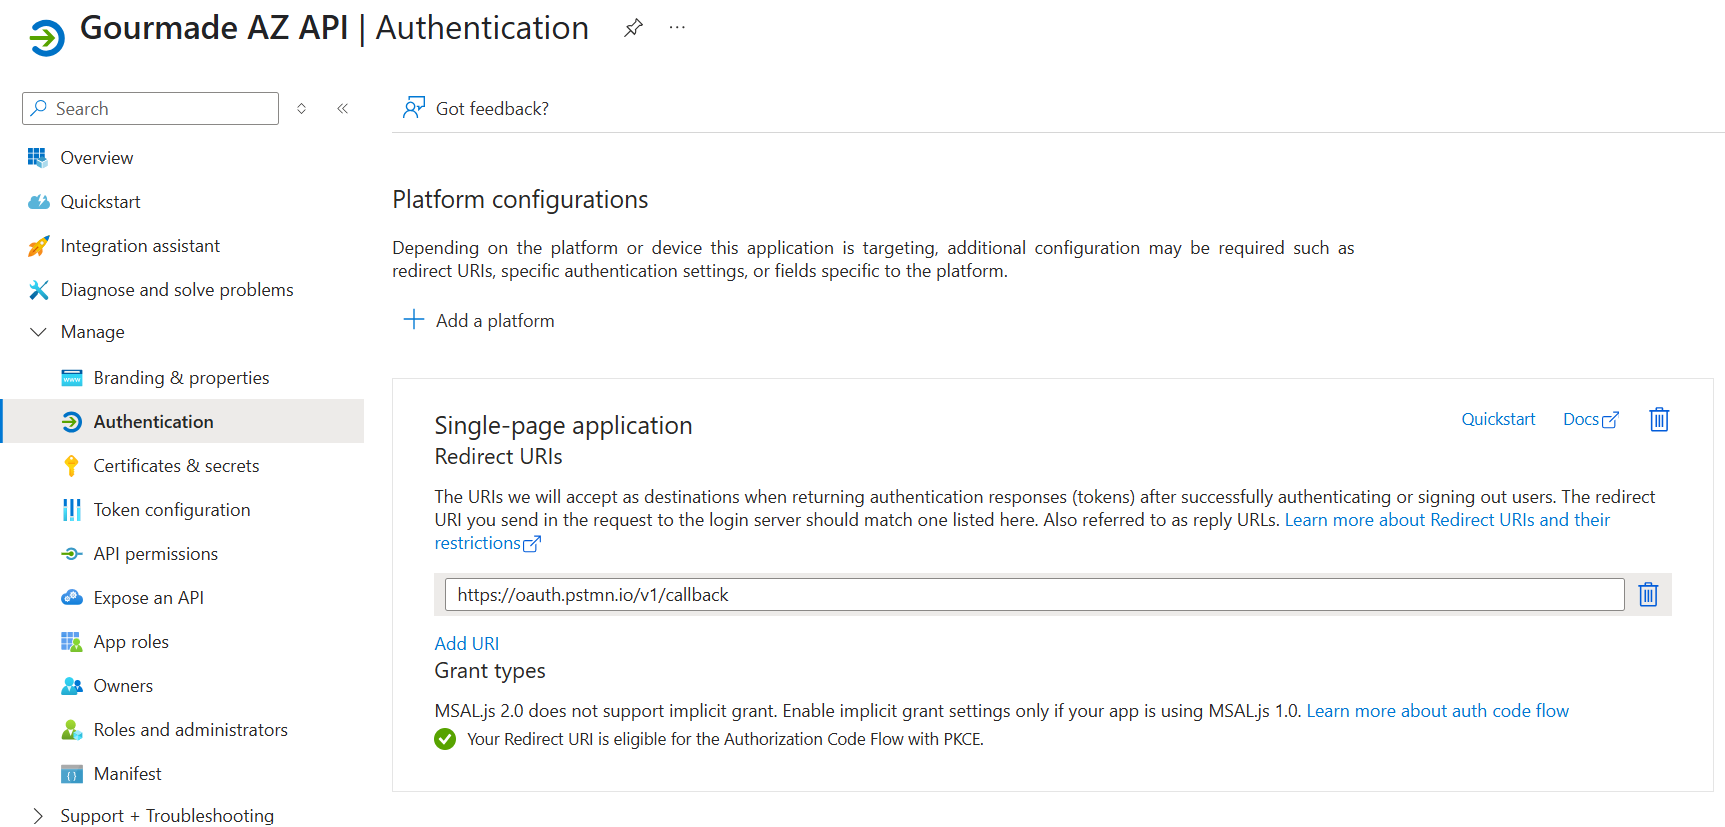 Gourmade AZ API | Authentication
Search
Got feedback?
Overview
Quickstart
Integration assistant
Diagnose and solve problems
Manage
Branding & properties
Authentication
Certificates & secrets
Token configuration
API permissions
Expose an API
App roles
Owners
Roles and administrators
Manifest
Support + Troubleshooting
Platform configurations
Depending on the platform or device this application is targeting, additional configuration may be required such as
redirect URIs, specific authentication settings, or fields specific to the platform.
Add a platform
Single-page application
Quickstart
Docs
Redirect URIs
The URIs we will accept as destinations when returning authentication responses (tokens) after successfully authenticating or signing out users. The redirect
URI you send in the request to the login server should match one listed here. Also referred to as reply URLs. Learn more about Redirect URIs and their
restrictions
https://oauth.pstmn.io/v1/callback
Add URI
Grant types
MSAL.js 2.0 does not support implicit grant. Enable implicit grant settings only if your app is using MSAL.js 1.0. Learn more about auth code flow
Your Redirect URI is eligible for the Authorization Code Flow with PKCE.